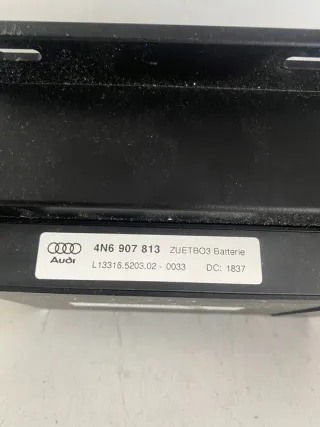 4N6 907 813 ZUETBO3 Batterie
Audi L13316.5203.02 - 0033 DC: 1837